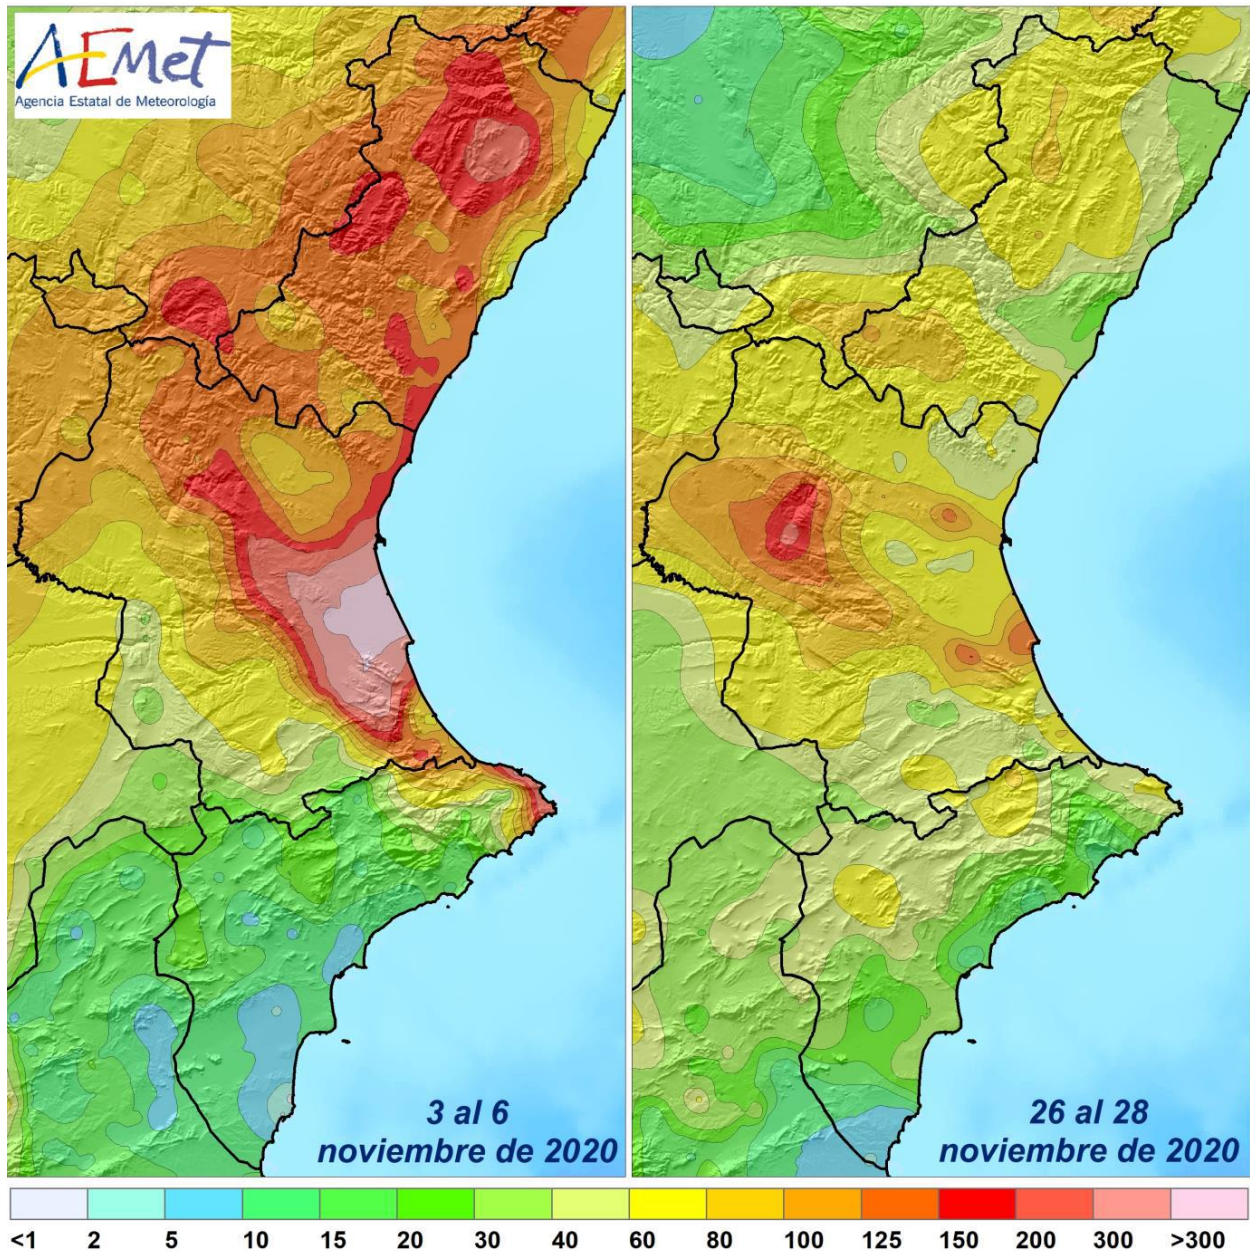 AEMet
Agencia Estatal de Meteorología
3 al 6
noviembre de 2020
26 al 28
noviembre de 2020
<1 2 5 10 15 20 30 40 60 80 100 125 150 200 300 >300